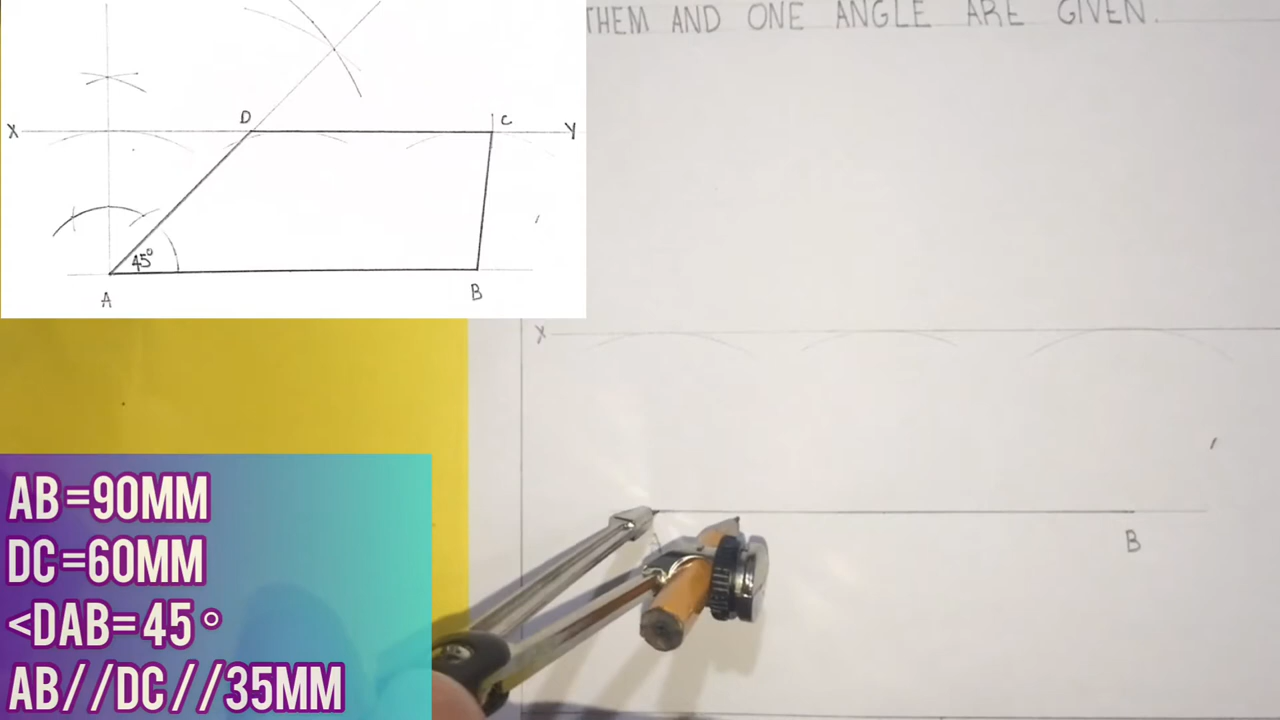 THEM AND ONE ANGLE ARE GIVEN.
D
C
X
Y
45°
A
B
X
B
AB=90MM
DC=60MM
<DAB=45°
AB//DC//35MM